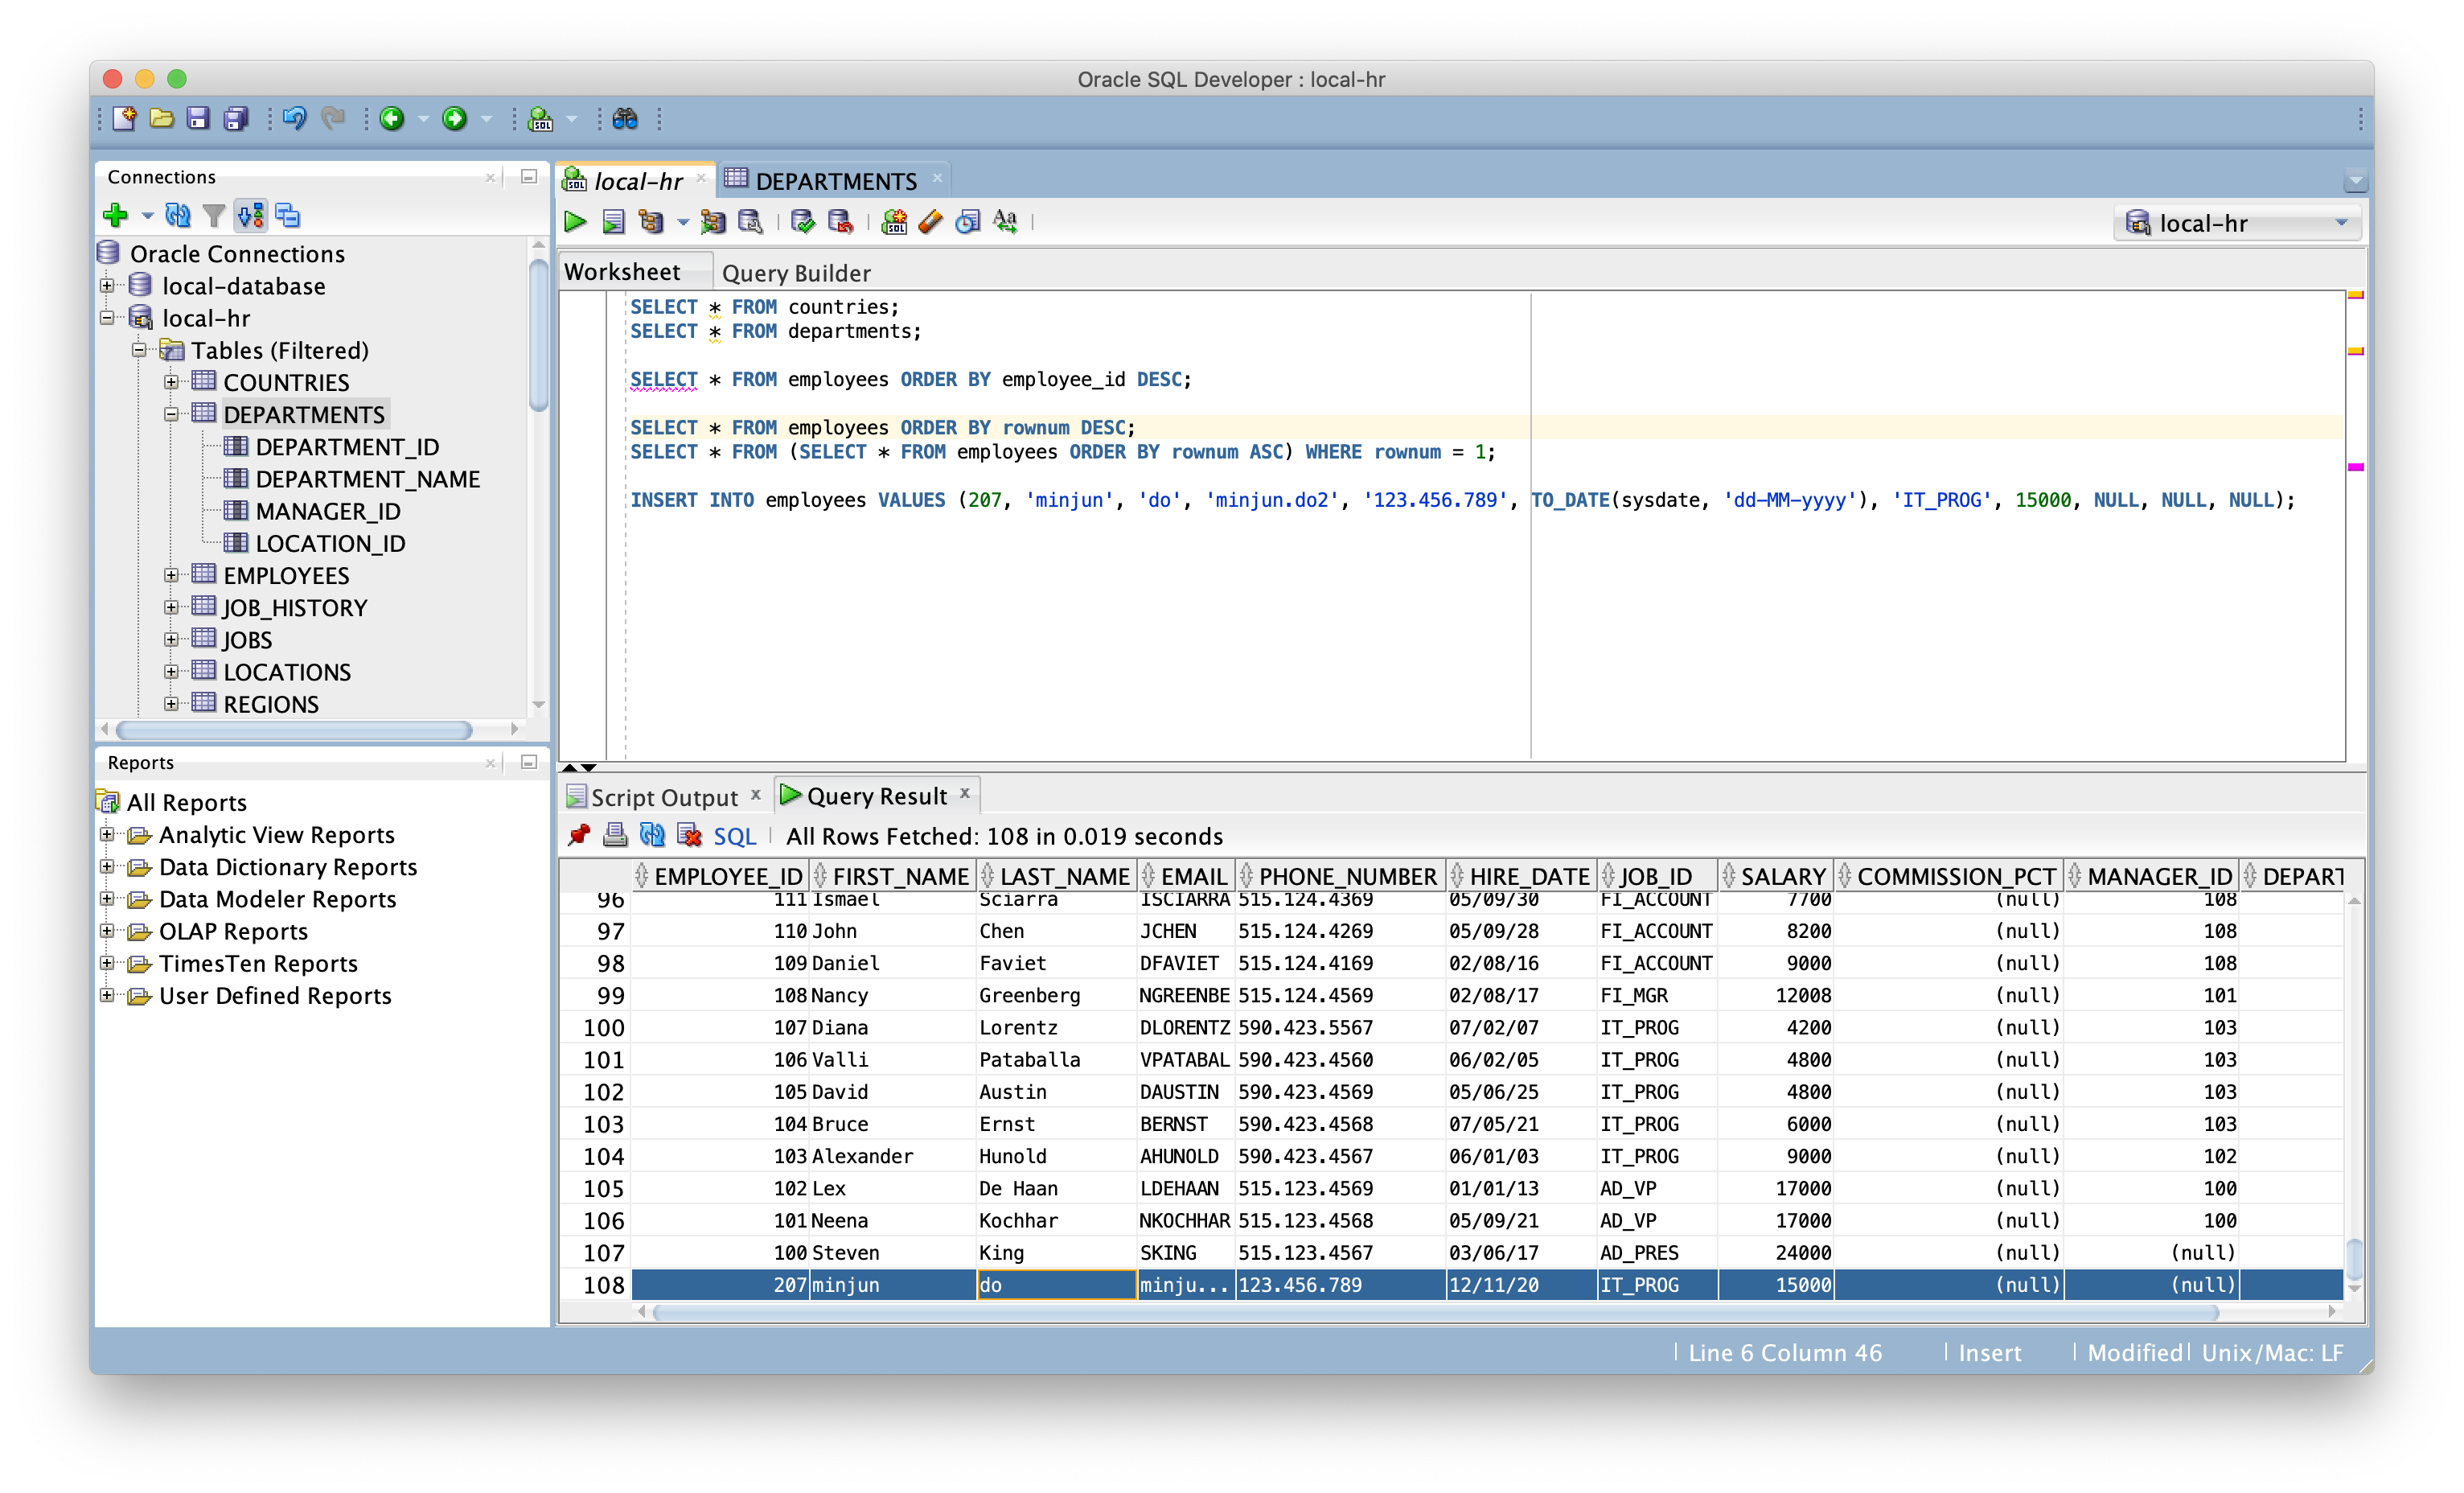 Oracle SQL Developer : local-hr
Connections
Oracle Connections
local-database
local-hr
Tables (Filtered)
COUNTRIES
DEPARTMENTS
DEPARTMENT_ID
DEPARTMENT_NAME
MANAGER_ID
LOCATION_ID
EMPLOYEES
JOB_HISTORY
JOBS
LOCATIONS
REGIONS
Reports
All Reports
Analytic View Reports
Data Dictionary Reports
Data Modeler Reports
OLAP Reports
TimesTen Reports
User Defined Reports
local-hr DEPARTMENTS
local-hr
Worksheet Query Builder
SELECT * FROM countries;
SELECT * FROM departments;
SELECT * FROM employees ORDER BY employee_id DESC;
SELECT * FROM employees ORDER BY rownum DESC;
SELECT * FROM (SELECT * FROM employees ORDER BY rownum ASC) WHERE rownum = 1;
INSERT INTO employees VALUES (207, 'minjun', 'do', 'minjun.do2', '123.456.789', TO_DATE(sysdate, 'dd-MM-yyyy'), 'IT_PROG', 15000, NULL, NULL, NULL);
Script Output Query Result
SQL All Rows Fetched: 108 in 0.019 seconds
EMPLOYEE_ID FIRST_NAME LAST_NAME EMAIL PHONE_NUMBER HIRE_DATE JOB_ID SALARY COMMISSION_PCT MANAGER_ID DEPART
96 111 Ismael Sciarra ISCIARRA 515.124.4369 05/09/30 FI_ACCOUNT 7700 (null) 108
97 110 John Chen JCHEN 515.124.4269 05/09/28 FI_ACCOUNT 8200 (null) 108
98 109 Daniel Faviet DFAVIET 515.124.4169 02/08/16 FI_ACCOUNT 9000 (null) 108
99 108 Nancy Greenberg NGREENBE 515.124.4569 02/08/17 FI_MGR 12008 (null) 101
100 107 Diana Lorentz DLORENTZ 590.423.5567 07/02/07 IT_PROG 4200 (null) 103
101 106 Valli Pataballa VPATABAL 590.423.4560 06/02/05 IT_PROG 4800 (null) 103
102 105 David Austin DAUSTIN 590.423.4569 05/06/25 IT_PROG 4800 (null) 103
103 104 Bruce Ernst BERNST 590.423.4568 07/05/21 IT_PROG 6000 (null) 103
104 103 Alexander Hunold AHUNOLD 590.423.4567 06/01/03 IT_PROG 9000 (null) 102
105 102 Lex De Haan LDEHAAN 515.123.4569 01/01/13 AD_VP 17000 (null) 100
106 101 Neena Kochhar NKOCHHAR 515.123.4568 05/09/21 AD_VP 17000 (null) 100
107 100 Steven King SKING 515.123.4567 03/06/17 AD_PRES 24000 (null) (null)
108 207 minjun do minju... 123.456.789 12/11/20 IT_PROG 15000 (null) (null)
Line 6 Column 46 Insert Modified Unix/Mac: LF